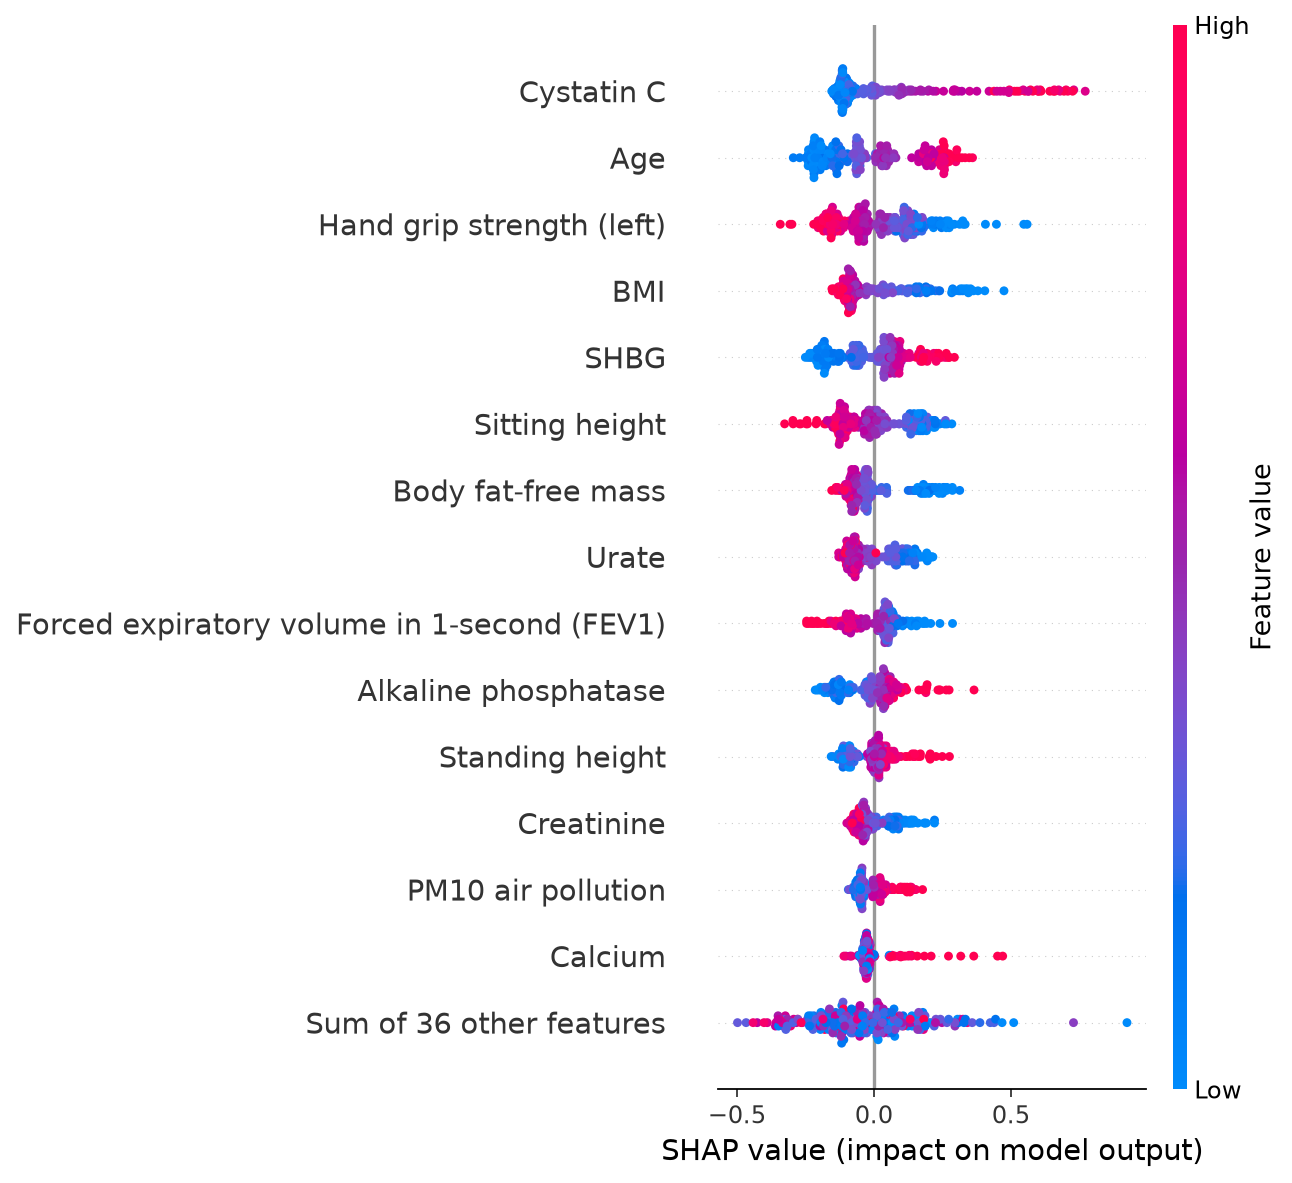 High
Cystatin C
Age
Hand grip strength (left)
BMI
SHBG
Sitting height
Body fat-free mass
Urate
Forced expiratory volume in 1-second (FEV1)
Alkaline phosphatase
Standing height
Creatinine
PM10 air pollution
Calcium
Sum of 36 other features
Feature value
Low
−0.5 0.0 0.5
SHAP value (impact on model output)